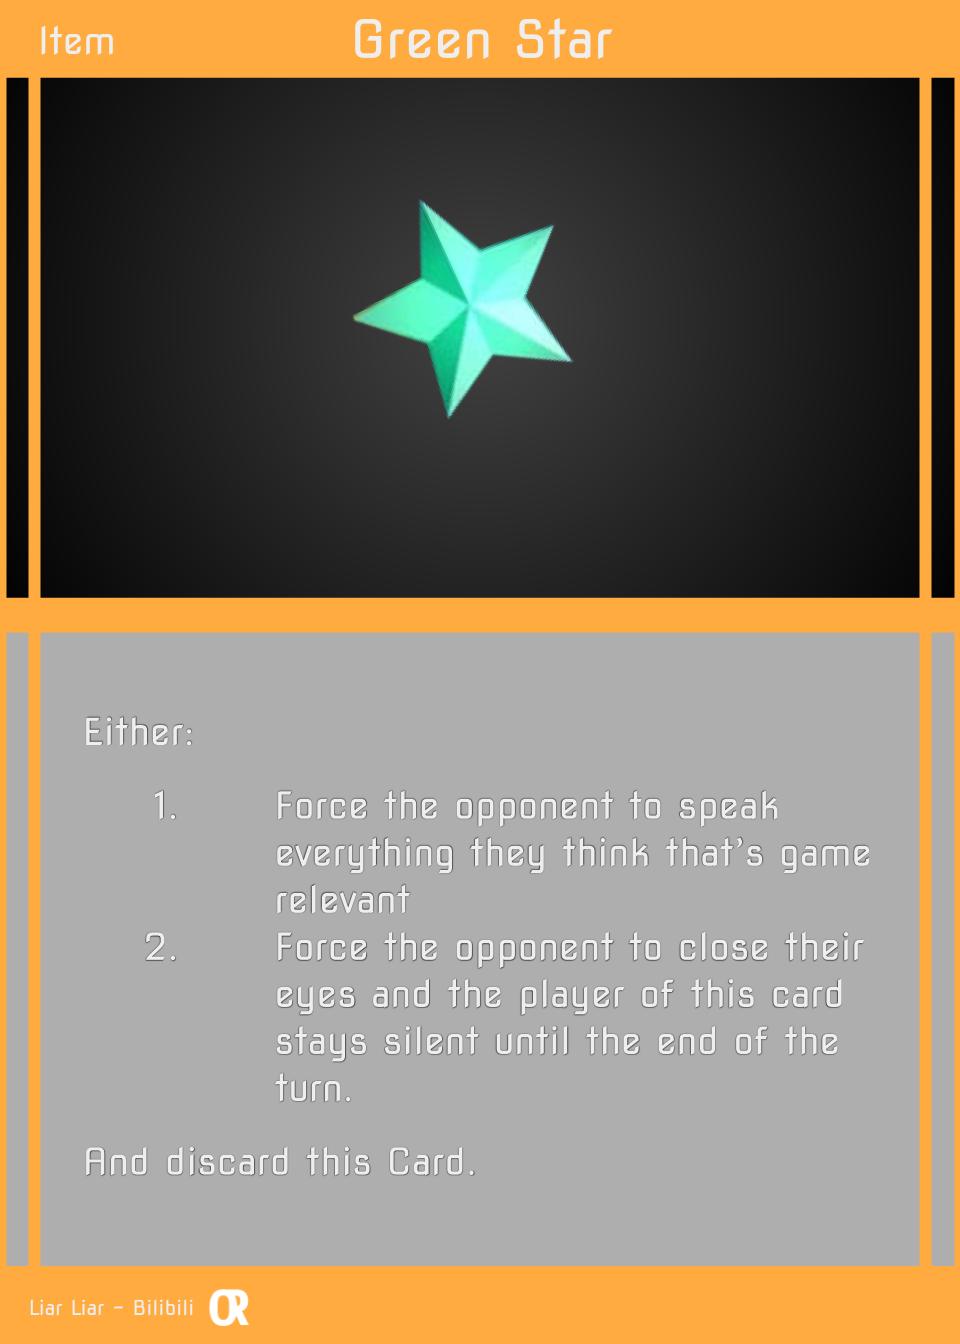 Item
Green Star
Either:
1. Force the opponent to speak
everything they think that's game
relevant
2. Force the opponent to close their
eyes and the player of this card
stays silent until the end of the
turn.
And discard this Card.
Liar Liar - Bilibili OR